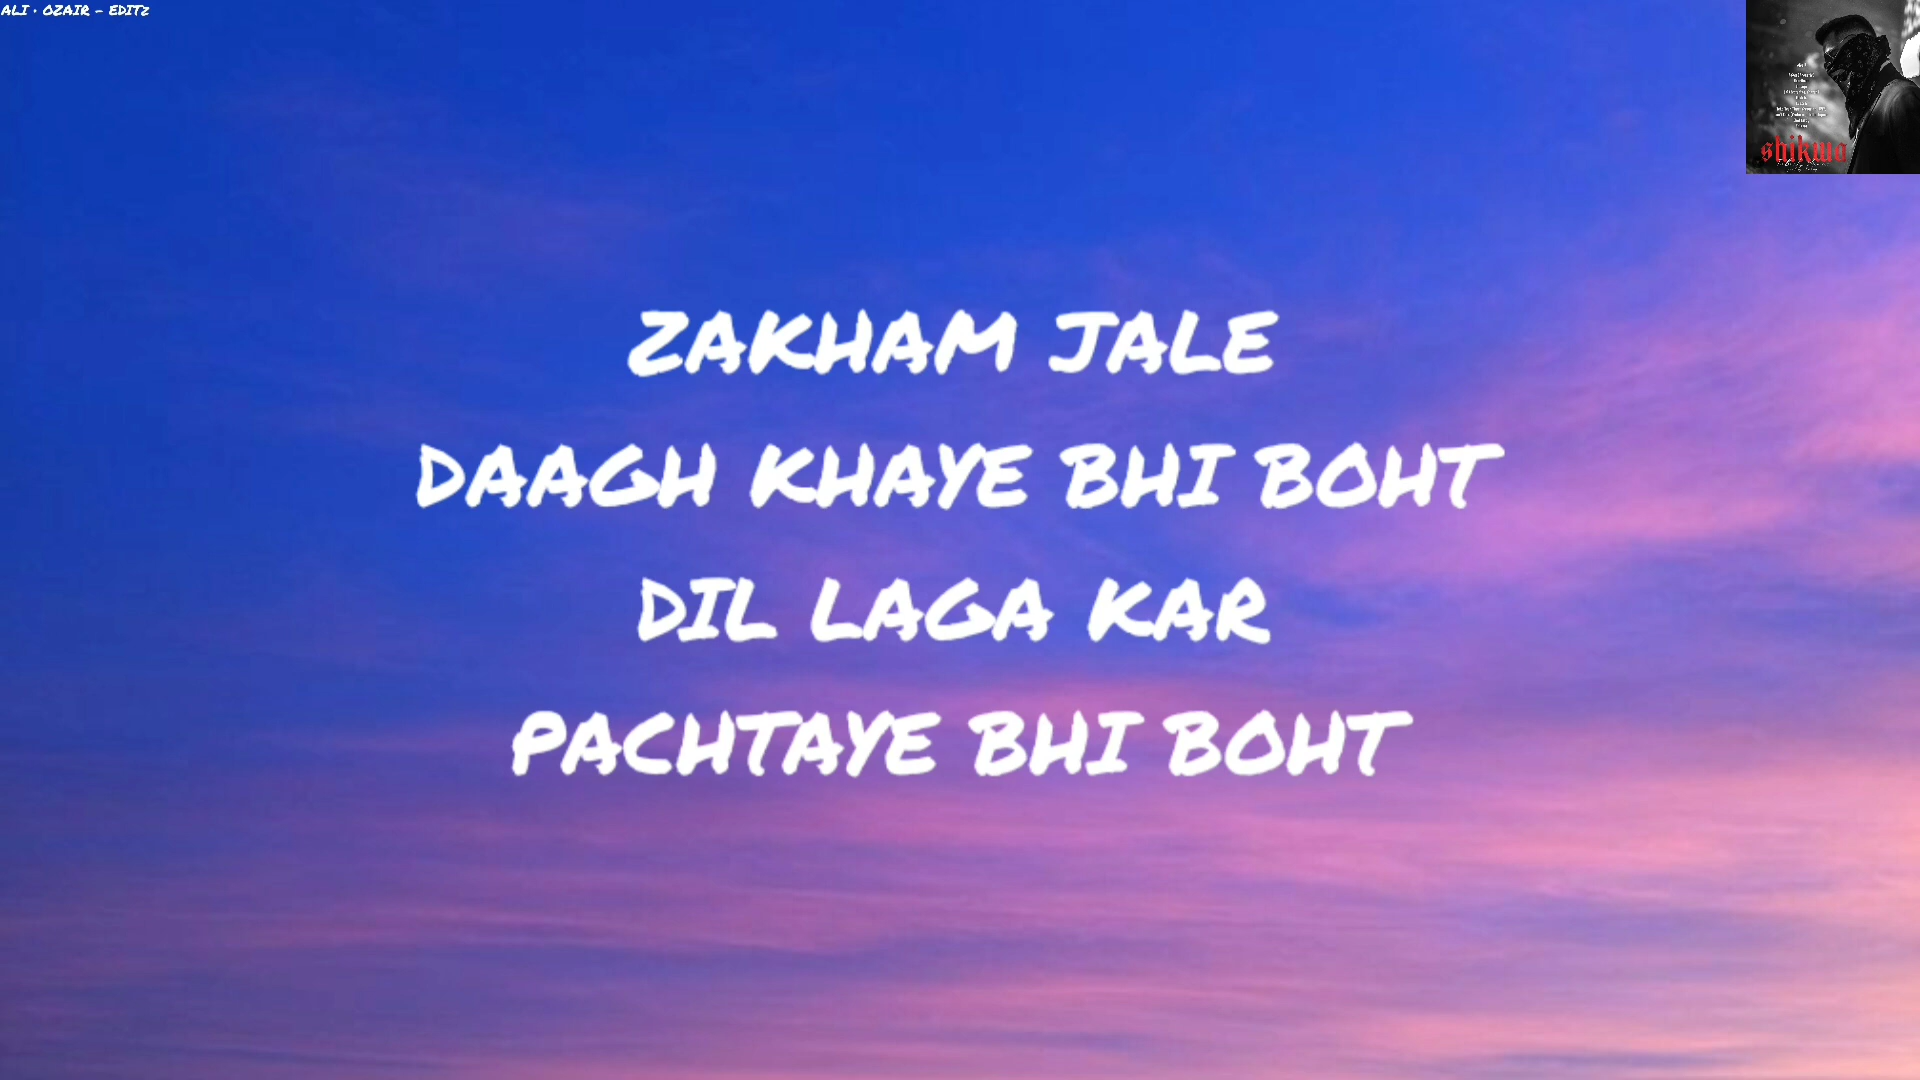 ALI · OZAIR - EDITZ
shikwa
ZAKHAM JALE
DAAGH KHAYE BHI BOHT
DIL LAGA KAR
PACHTAYE BHI BOHT